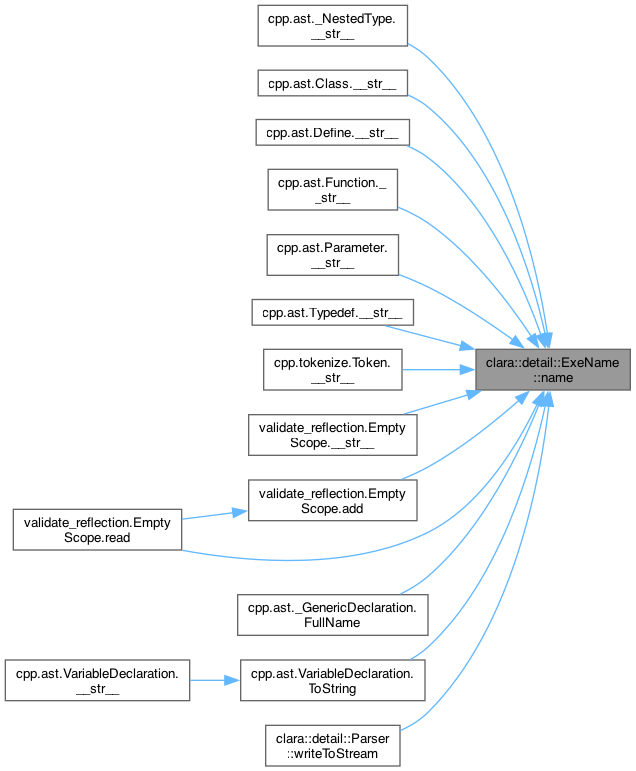 cpp.ast._NestedType.
__str__
cpp.ast.Class.__str__
cpp.ast.Define.__str__
cpp.ast.Function._
_str__
cpp.ast.Parameter.
__str__
cpp.ast.Typedef.__str__
cpp.tokenize.Token.
__str__
clara::detail::ExeName
::name
validate_reflection.Empty
Scope.__str__
validate_reflection.Empty
Scope.add
validate_reflection.Empty
Scope.read
cpp.ast._GenericDeclaration.
FullName
cpp.ast.VariableDeclaration.
__str__
cpp.ast.VariableDeclaration.
ToString
clara::detail::Parser
::writeToStream